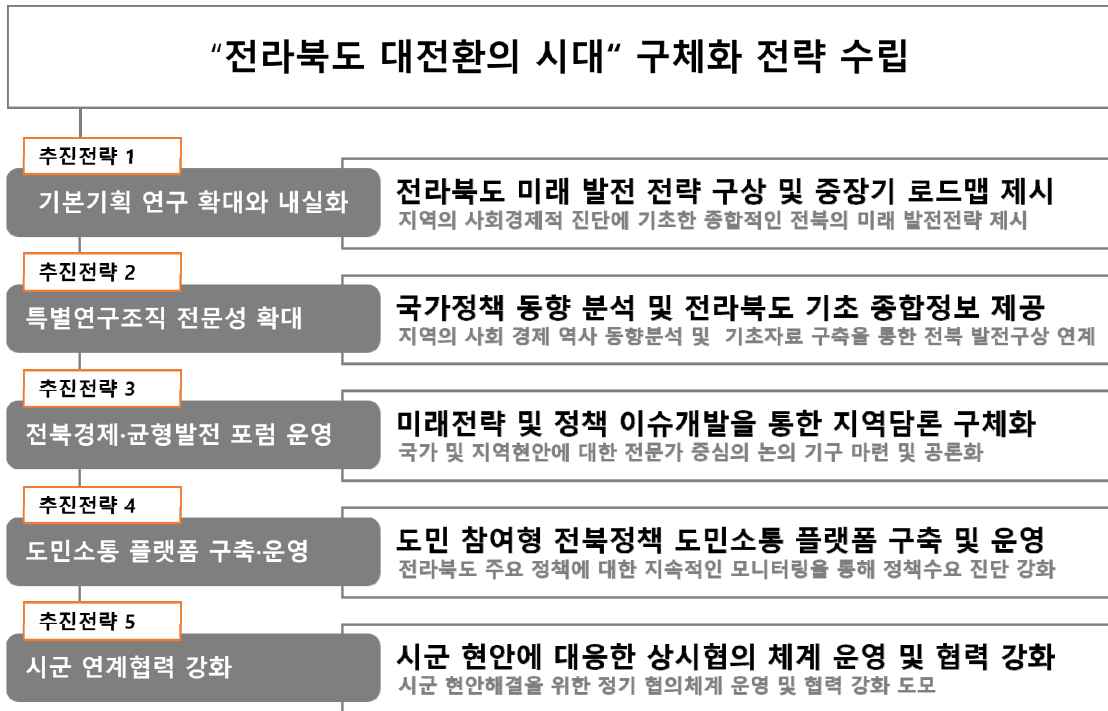 “전라북도 대전환의 시대“ 구체화 전략 수립
추진전략 1
기본기획 연구 확대와 내실화
전라북도 미래 발전 전략 구상 및 중장기 로드맵 제시
지역의 사회경제적 진단에 기초한 종합적인 전북의 미래 발전전략 제시
추진전략 2
특별연구조직 전문성 확대
국가정책 동향 분석 및 전라북도 기초 종합정보 제공
지역의 사회 경제 역사 동향분석 및 기초자료 구축을 통한 전북 발전구상 연계
추진전략 3
전북경제·균형발전 포럼 운영
미래전략 및 정책 이슈개발을 통한 지역담론 구체화
국가 및 지역현안에 대한 전문가 중심의 논의 기구 마련 및 공론화
추진전략 4
도민소통 플랫폼 구축·운영
도민 참여형 전북정책 도민소통 플랫폼 구축 및 운영
전라북도 주요 정책에 대한 지속적인 모니터링을 통해 정책수요 진단 강화
추진전략 5
시군 연계협력 강화
시군 현안에 대응한 상시협의 체계 운영 및 협력 강화
시군 현안해결을 위한 정기 협의체계 운영 및 협력 강화 도모